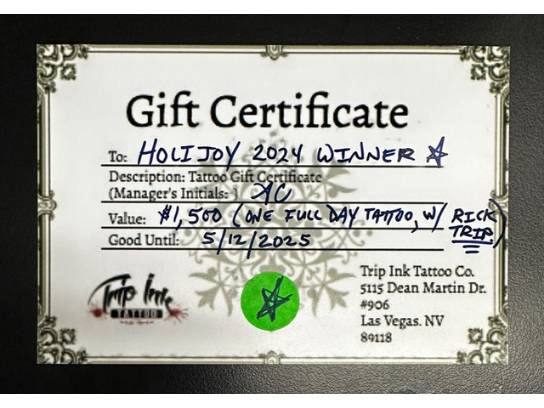 Gift Certificate
To: HOLIJOY 2024 WINNER
Description: Tattoo Gift Certificate
(Manager's Initials: ) AC
Value: $1,500 (ONE FULL DAY TATTOO, W/ RICK TRIP)
Good Until: 5/12/2025
Trip Ink
TATTOO
Trip Ink Tattoo Co.
5115 Dean Martin Dr.
#906
Las Vegas. NV
89118